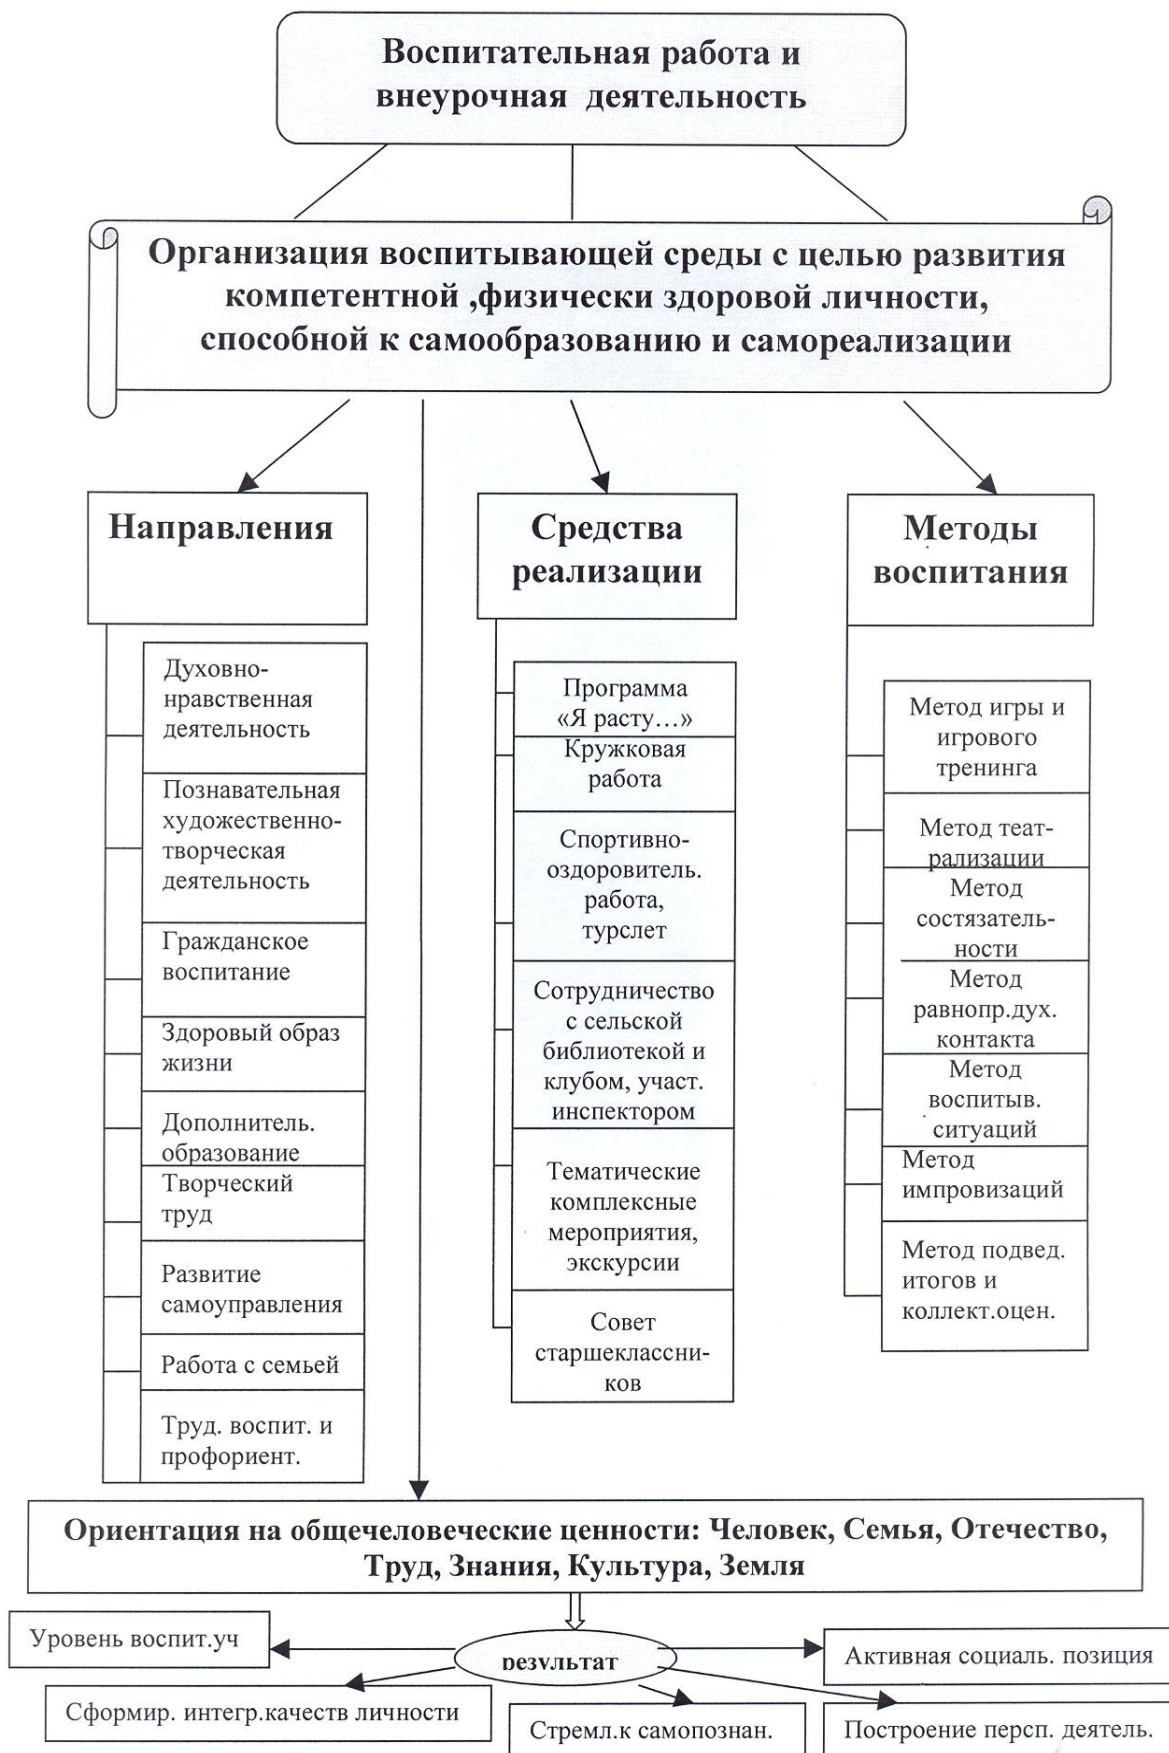 Воспитательная работа и
внеурочная деятельность
Организация воспитывающей среды с целью развития
компетентной ,физически здоровой личности,
способной к самообразованию и самореализации
Направления
Духовно-
нравственная
деятельность
Познавательная
художественно-
творческая
деятельность
Гражданское
воспитание
Здоровый образ
жизни
Дополнитель.
образование
Творческий
труд
Развитие
самоуправления
Работа с семьей
Труд. воспит. и
профориент.
Средства
реализации
Программа
«Я расту…»
Кружковая
работа
Спортивно-
оздоровитель.
работа,
турслет
Сотрудничество
с сельской
библиотекой и
клубом, участ.
инспектором
Тематические
комплексные
мероприятия,
экскурсии
Совет
старшеклассни-
ков
Методы
воспитания
Метод игры и
игрового
тренинга
Метод теат-
рализации
Метод
состязатель-
ности
Метод
равнопр.дух.
контакта
Метод
воспитыв.
ситуаций
Метод
импровизаций
Метод подвед.
итогов и
коллект.оцен.
Ориентация на общечеловеческие ценности: Человек, Семья, Отечество,
Труд, Знания, Культура, Земля
результат
Уровень воспит.уч
Активная социаль. позиция
Сформир. интегр.качеств личности
Стремл.к самопознан.
Построение персп. деятель.